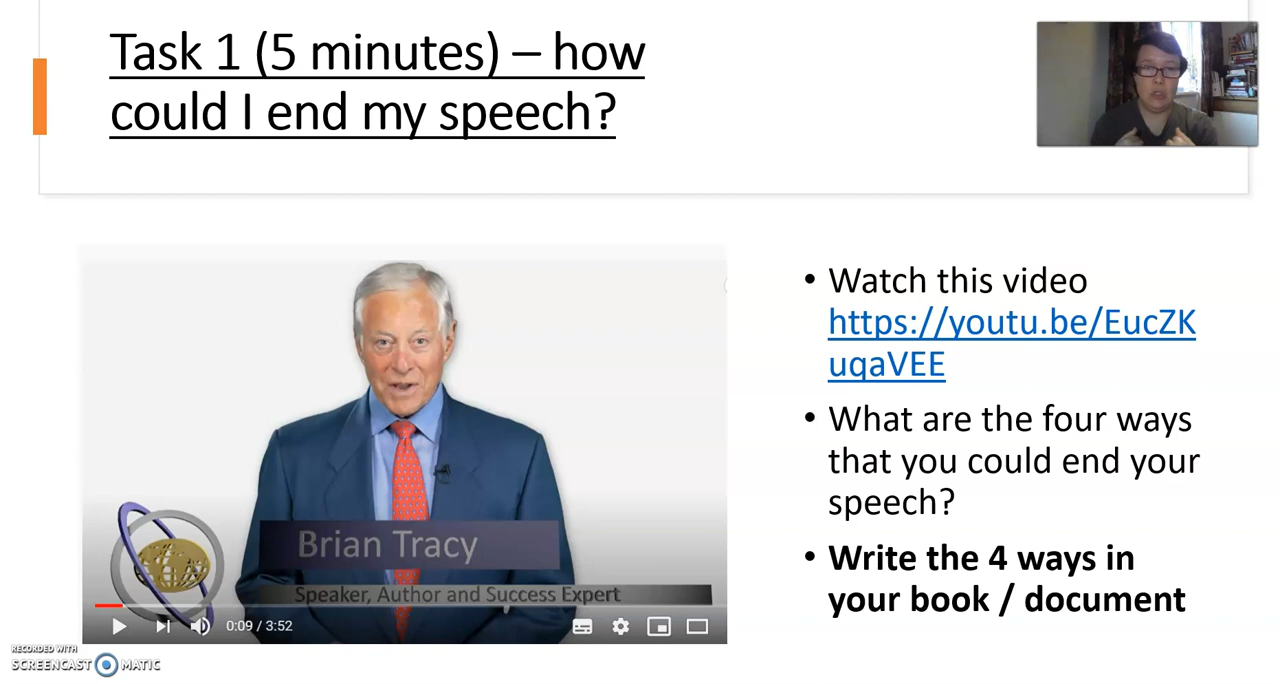 Task 1 (5 minutes) – how
could I end my speech?
Brian Tracy
Speaker, Author and Success Expert
0:09 / 3:52
• Watch this video
https://youtu.be/EucZK
uqaVEE
• What are the four ways
that you could end your
speech?
• Write the 4 ways in
your book / document
RECORDED WITH
SCREENCAST MATIC